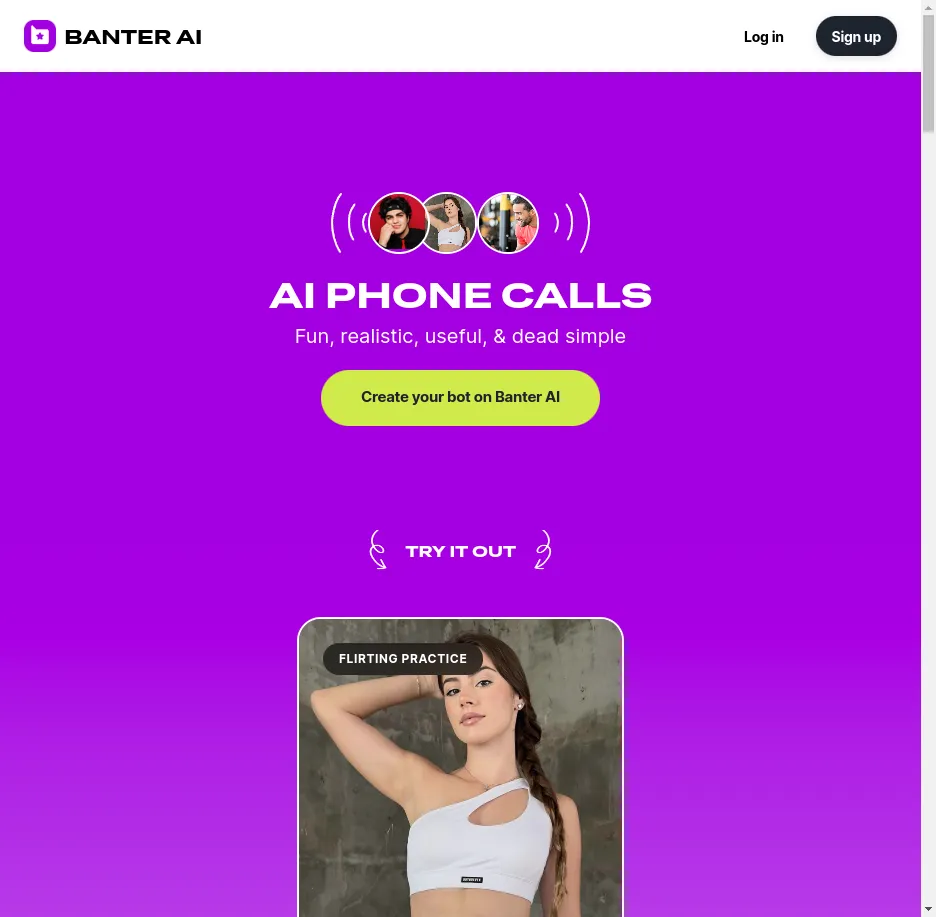 BANTER AI
Log in
Sign up
AI PHONE CALLS
Fun, realistic, useful, & dead simple
Create your bot on Banter AI
TRY IT OUT
FLIRTING PRACTICE